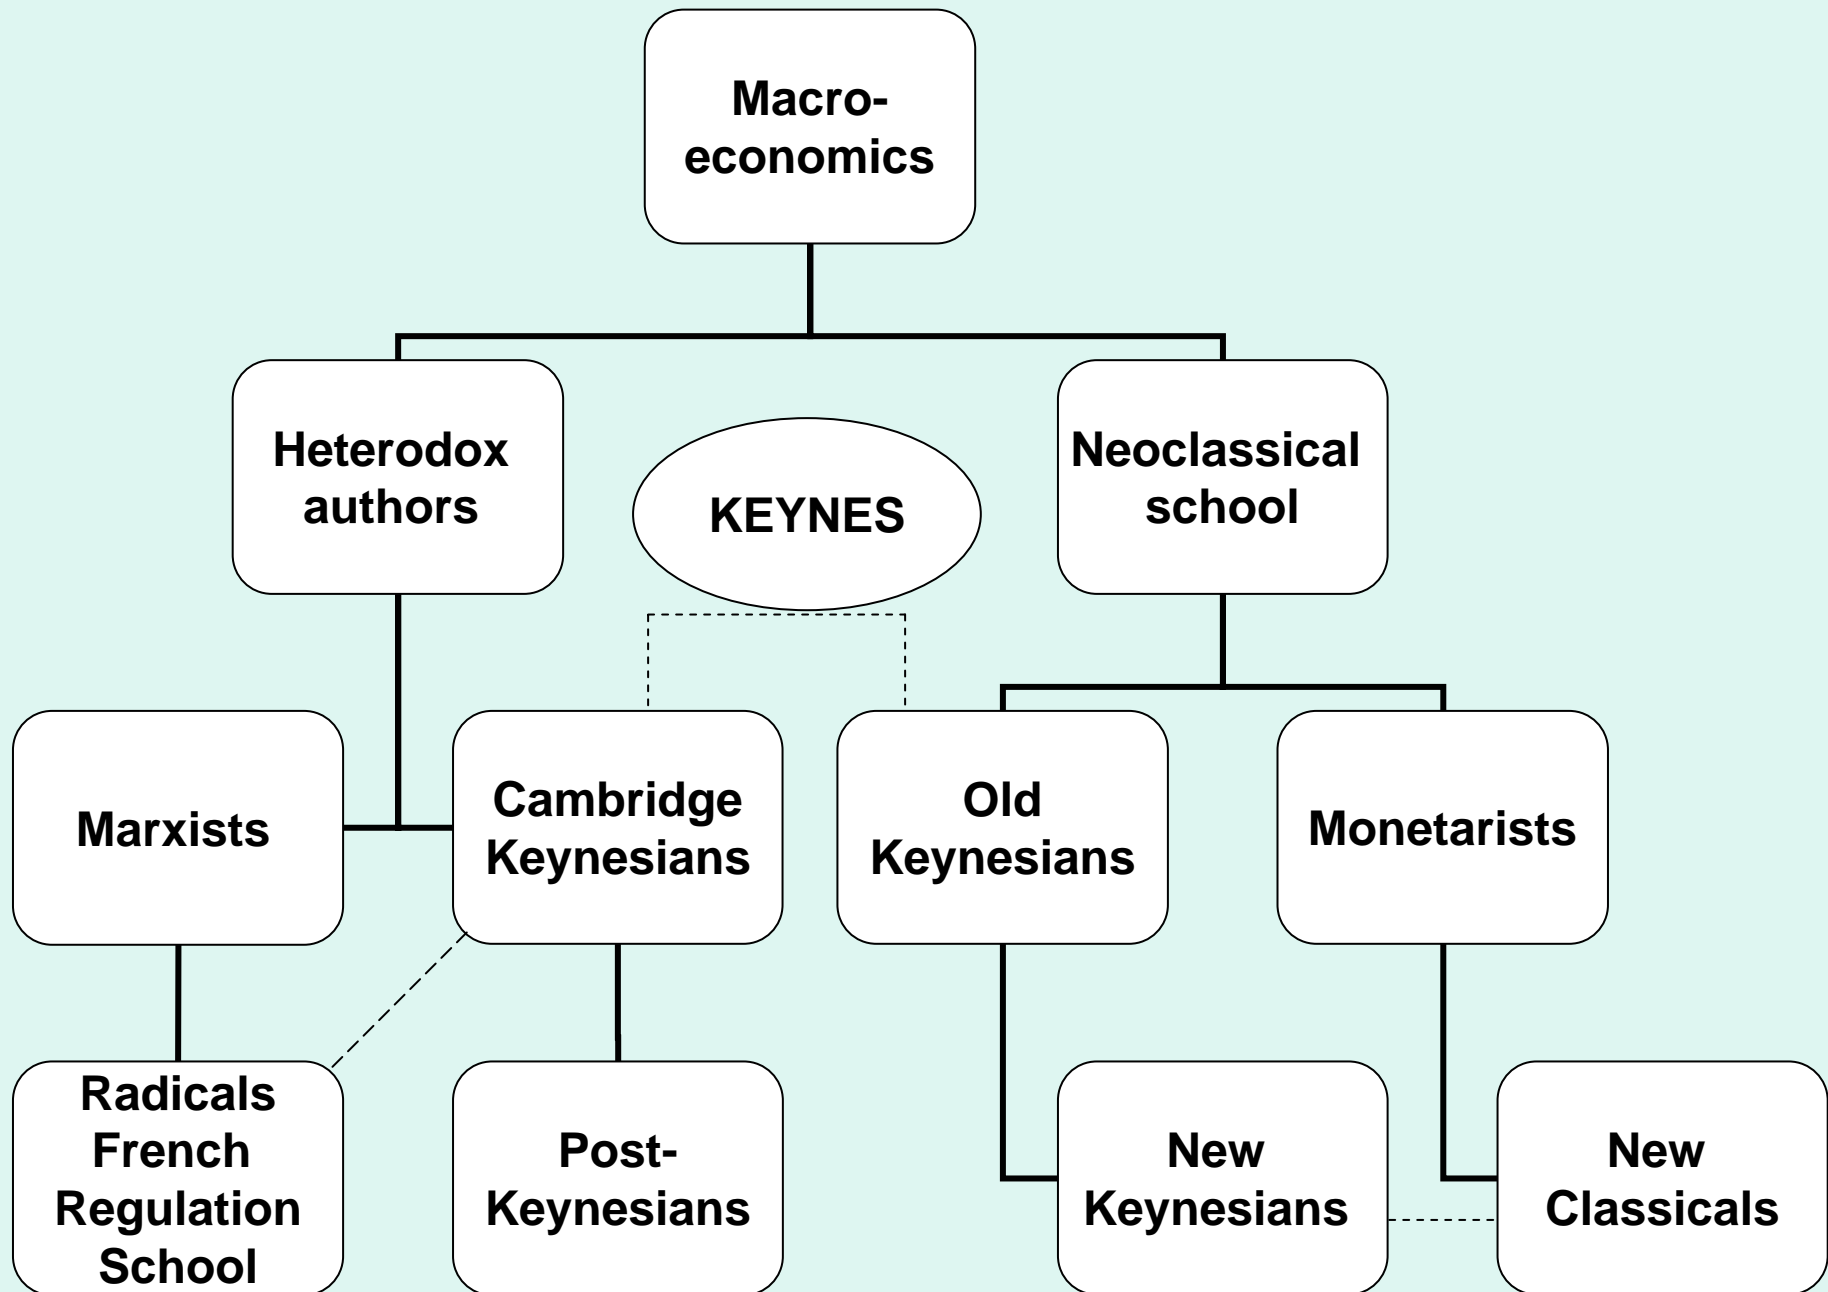 Macro-
economics
Heterodox
authors
KEYNES
Neoclassical
school
Marxists
Cambridge
Keynesians
Old
Keynesians
Monetarists
Radicals
French
Regulation
School
Post-
Keynesians
New
Keynesians
New
Classicals